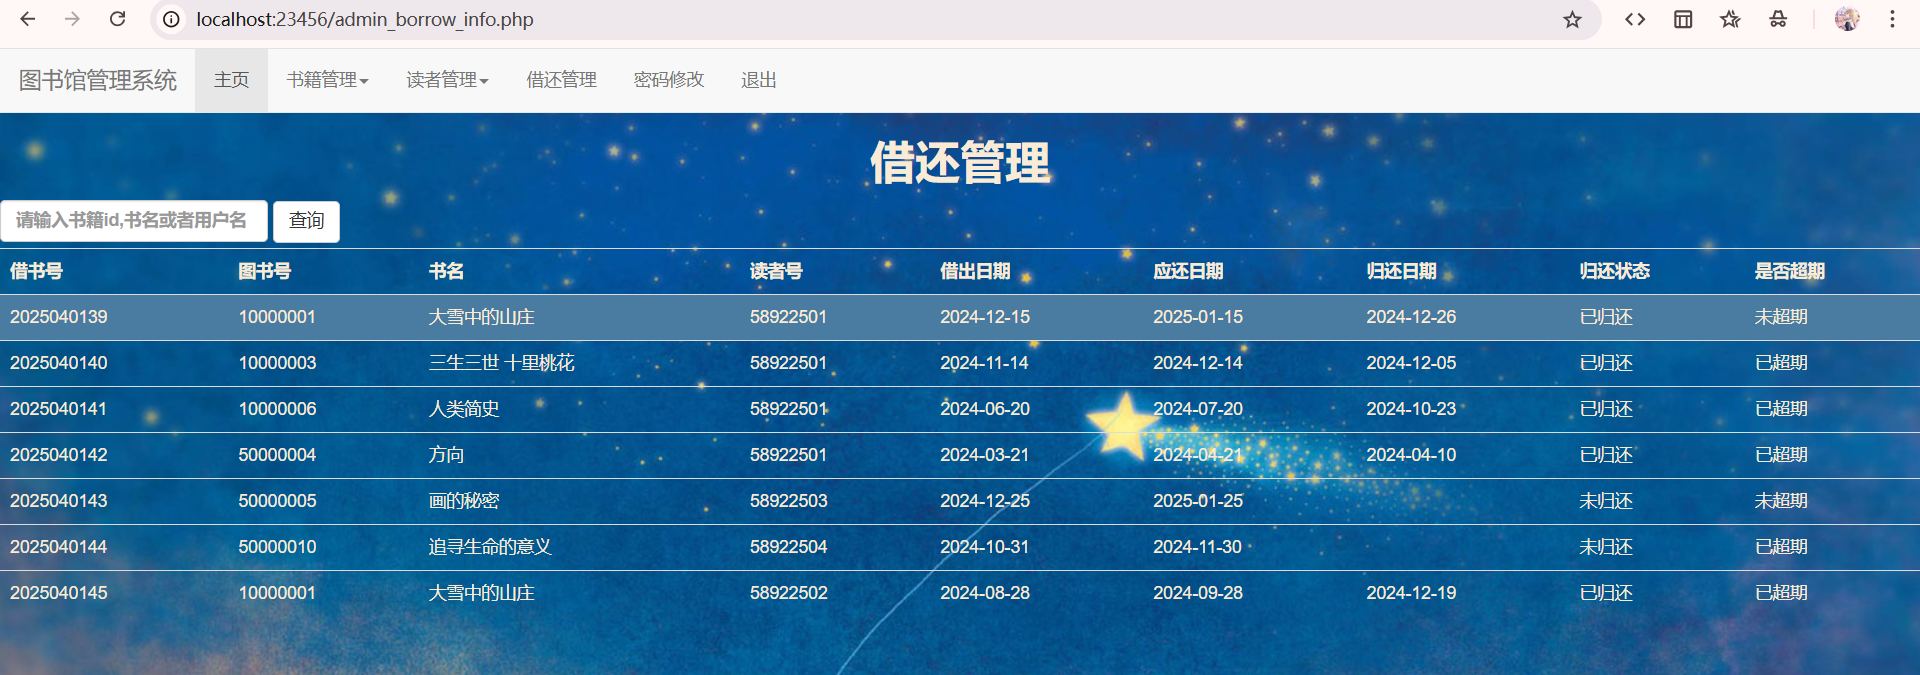 localhost:23456/admin_borrow_info.php
图书馆管理系统 主页 书籍管理 读者管理 借还管理 密码修改 退出
借还管理
请输入书籍id,书名或者用户名 查询
借书号 图书号 书名 读者号 借出日期 应还日期 归还日期 归还状态 是否超期
2025040139 10000001 大雪中的山庄 58922501 2024-12-15 2025-01-15 2024-12-26 已归还 未超期
2025040140 10000003 三生三世 十里桃花 58922501 2024-11-14 2024-12-14 2024-12-05 已归还 已超期
2025040141 10000006 人类简史 58922501 2024-06-20 2024-07-20 2024-10-23 已归还 已超期
2025040142 50000004 方向 58922501 2024-03-21 2024-04-21 2024-04-10 已归还 已超期
2025040143 50000005 画的秘密 58922503 2024-12-25 2025-01-25 未归还 未超期
2025040144 50000010 追寻生命的意义 58922504 2024-10-31 2024-11-30 未归还 已超期
2025040145 10000001 大雪中的山庄 58922502 2024-08-28 2024-09-28 2024-12-19 已归还 已超期